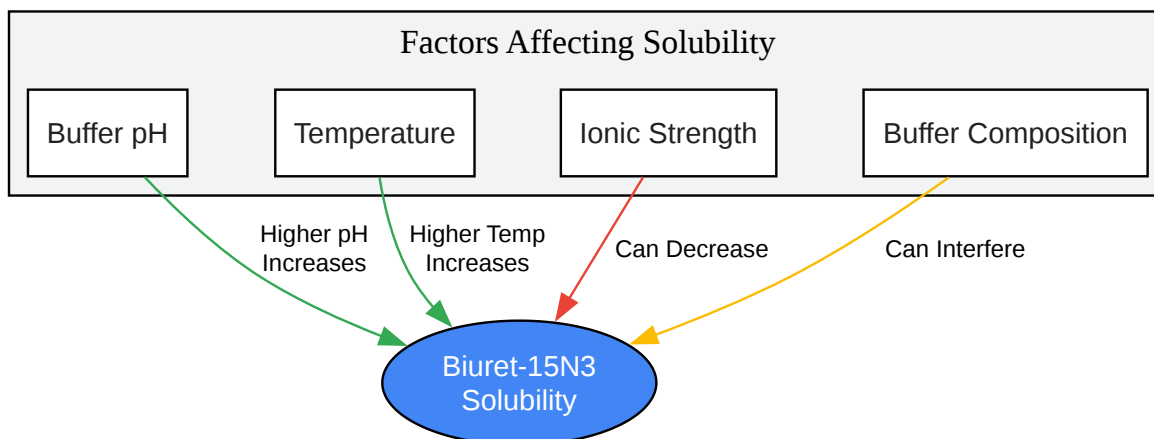 Factors Affecting Solubility
Buffer pH
Temperature
Ionic Strength
Buffer Composition
Higher pH
Increases
Higher Temp
Increases
Can Decrease
Can Interfere
Biuret-15N3
Solubility